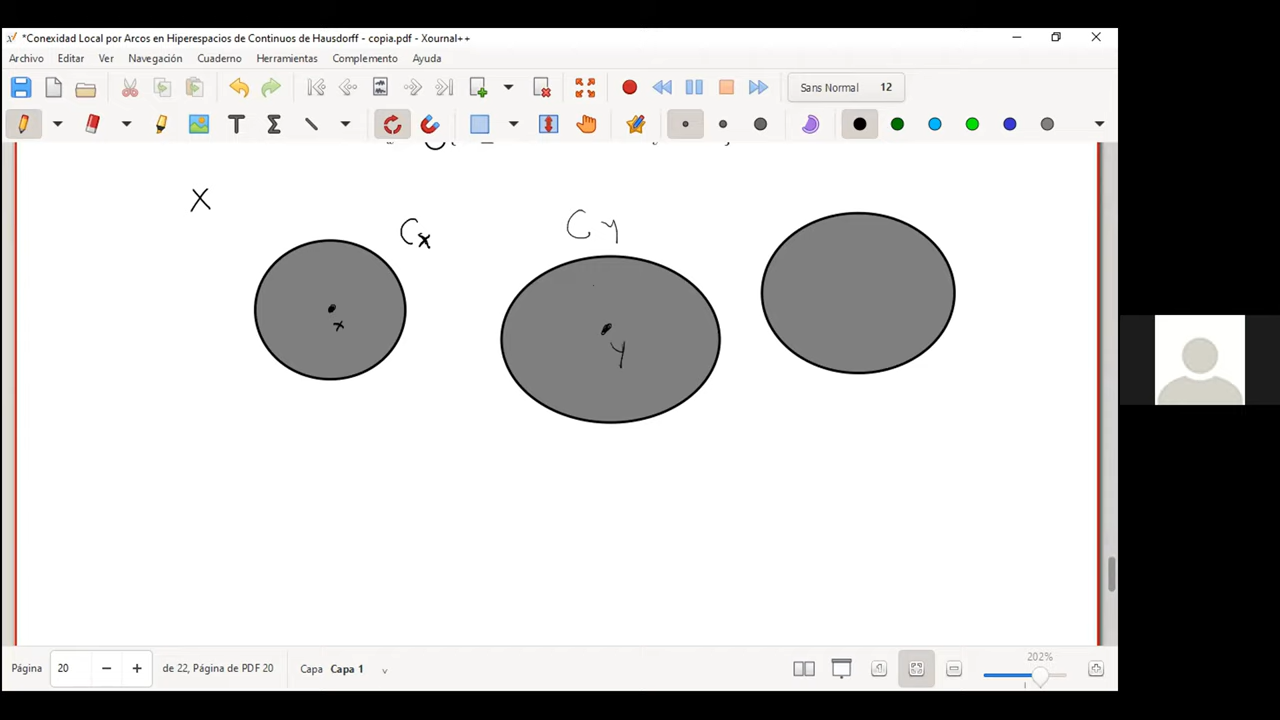 *Conexidad Local por Arcos en Hiperespacios de Continuos de Hausdorff - copia.pdf - Xournal++
Archivo Editar Ver Navegación Cuaderno Herramientas Complemento Ayuda
Sans Normal 12
X
Cx
Cy
x
y
Página 20 de 22, Página de PDF 20 Capa Capa 1
202%